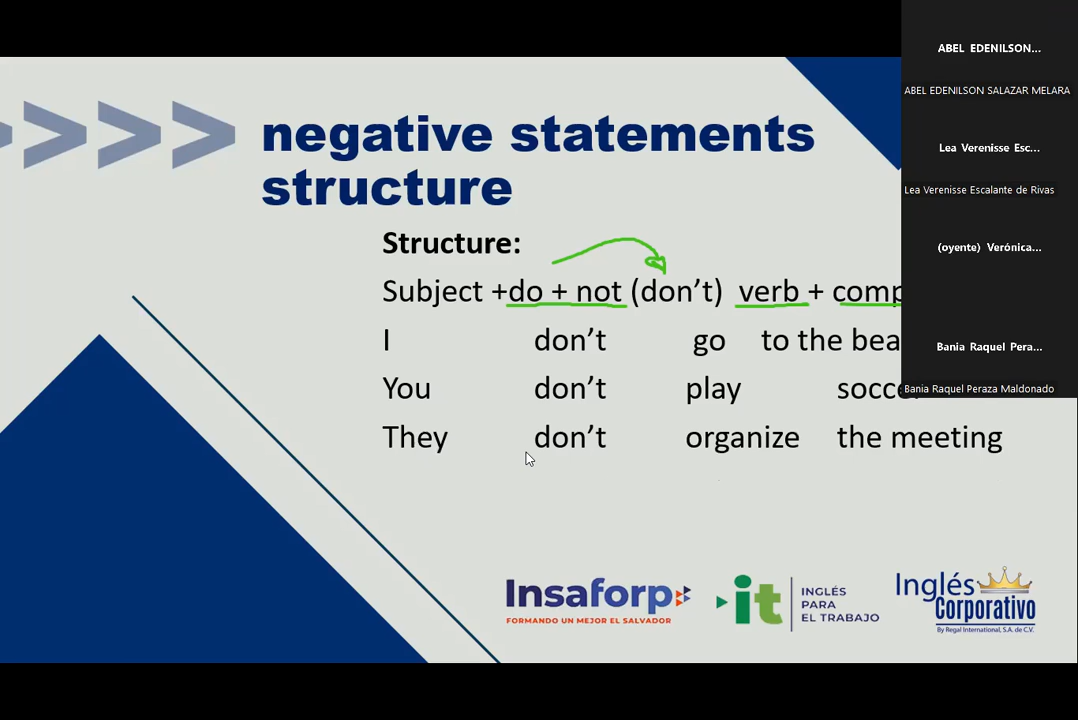 negative statements
structure
Structure:
Subject +do + not (don't) verb + comp
I don't go to the bea
You don't play socce
They don't organize the meeting
Insaforp
FORMANDO UN MEJOR EL SALVADOR
it
INGLÉS
PARA
EL TRABAJO
Inglés
Corporativo
By Regal International, S.A. de C.V.
ABEL EDENILSON...
ABEL EDENILSON SALAZAR MELARA
Lea Verenisse Esc...
Lea Verenisse Escalante de Rivas
(oyente) Verónica...
Bania Raquel Pera...
Bania Raquel Peraza Maldonado